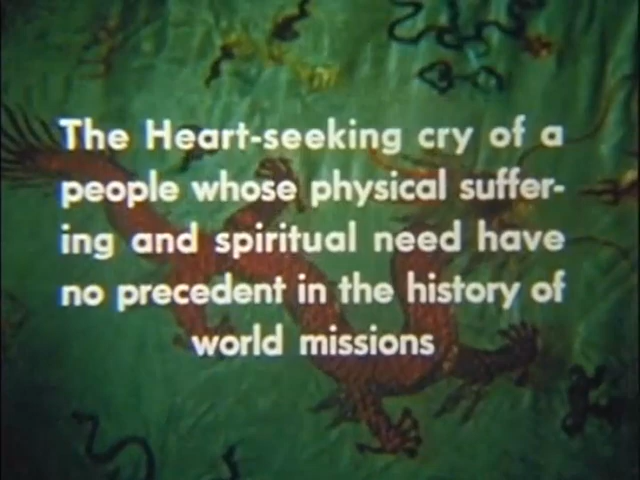 The Heart-seeking cry of a
people whose physical suffer-
ing and spiritual need have
no precedent in the history of
world missions